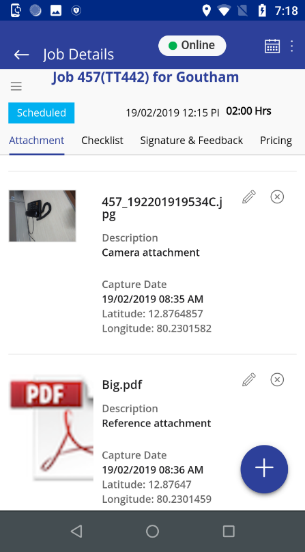 7:18
Job Details
Online
Job 457(TT442) for Goutham
Scheduled
19/02/2019 12:15 PI
02:00 Hrs
Attachment
Checklist
Signature & Feedback
Pricing
457_192201919534C.j
pg
Description
Camera attachment
Capture Date
19/02/2019 08:35 AM
Latitude: 12.8764857
Longitude: 80.2301582
PDF
Big.pdf
Description
Reference attachment
Capture Date
19/02/2019 08:36 AM
Latitude: 12.87647
Longitude: 80.2301459